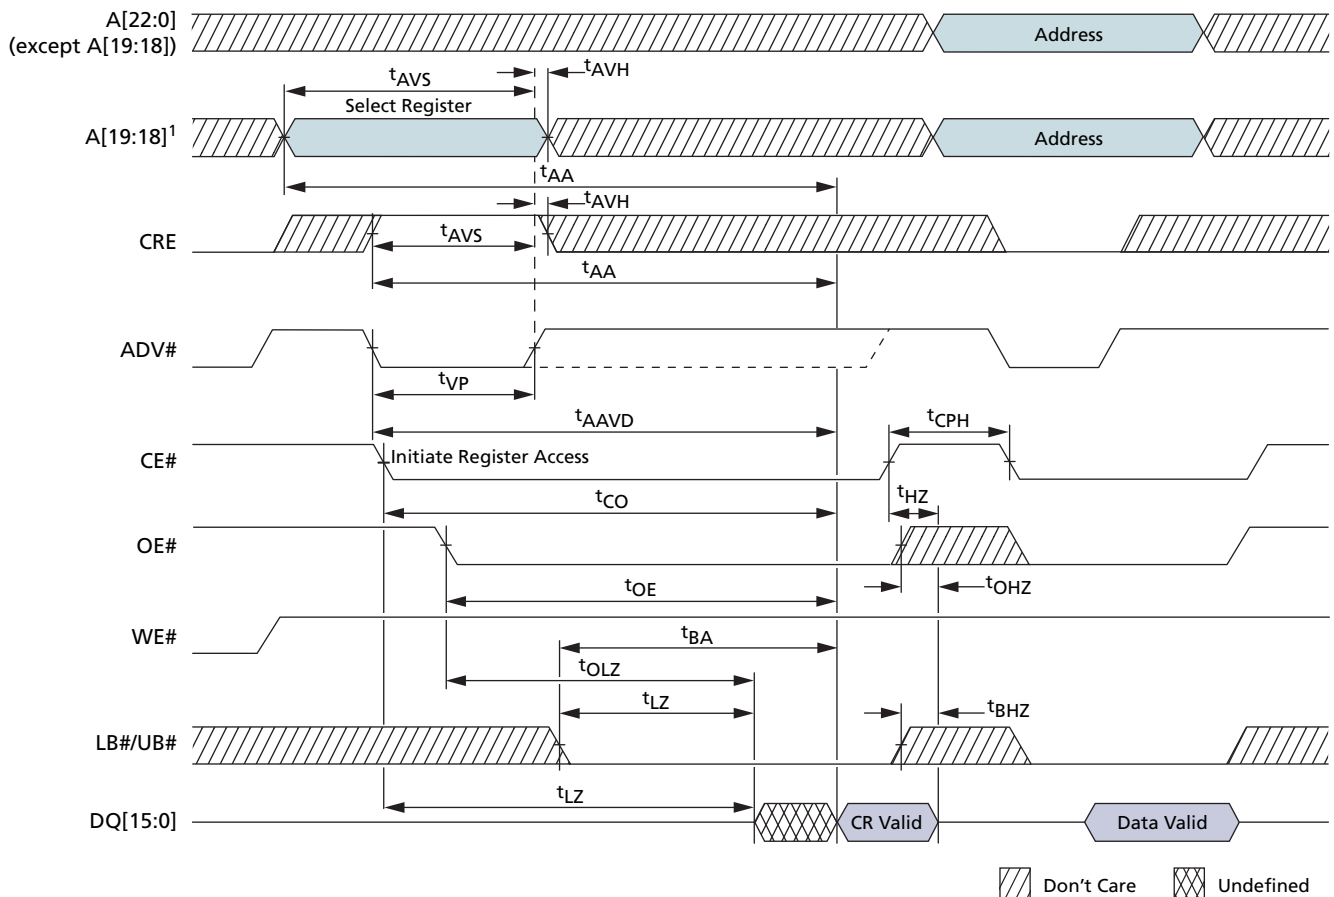 A[22:0]
(except A[19:18])
Address
tAVS
tAVH
Select Register
A[19:18]1
Address
tAA
tAVH
CRE
tAVS
tAA
ADV#
tVP
tAAVD
tCPH
CE#
Initiate Register Access
tCO
tHZ
OE#
tOE
tOHZ
WE#
tBA
tOLZ
tLZ
tBHZ
LB#/UB#
tLZ
DQ[15:0]
CR Valid
Data Valid
Don't Care
Undefined